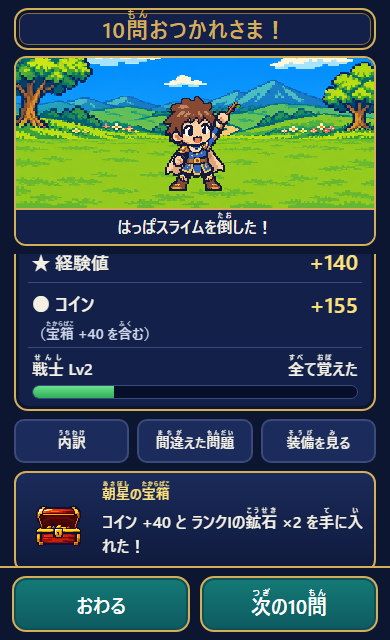 10問おつかれさま！
はっぱスライムを倒した！
★ 経験値 +140
● コイン +155
（宝箱 +40 を含む）
戦士 Lv2 全て覚えた
内訳 間違えた問題 装備を見る
朝星の宝箱
コイン +40 と ランクIの鉱石 ×2 を手に入
れた！
おわる 次の10問